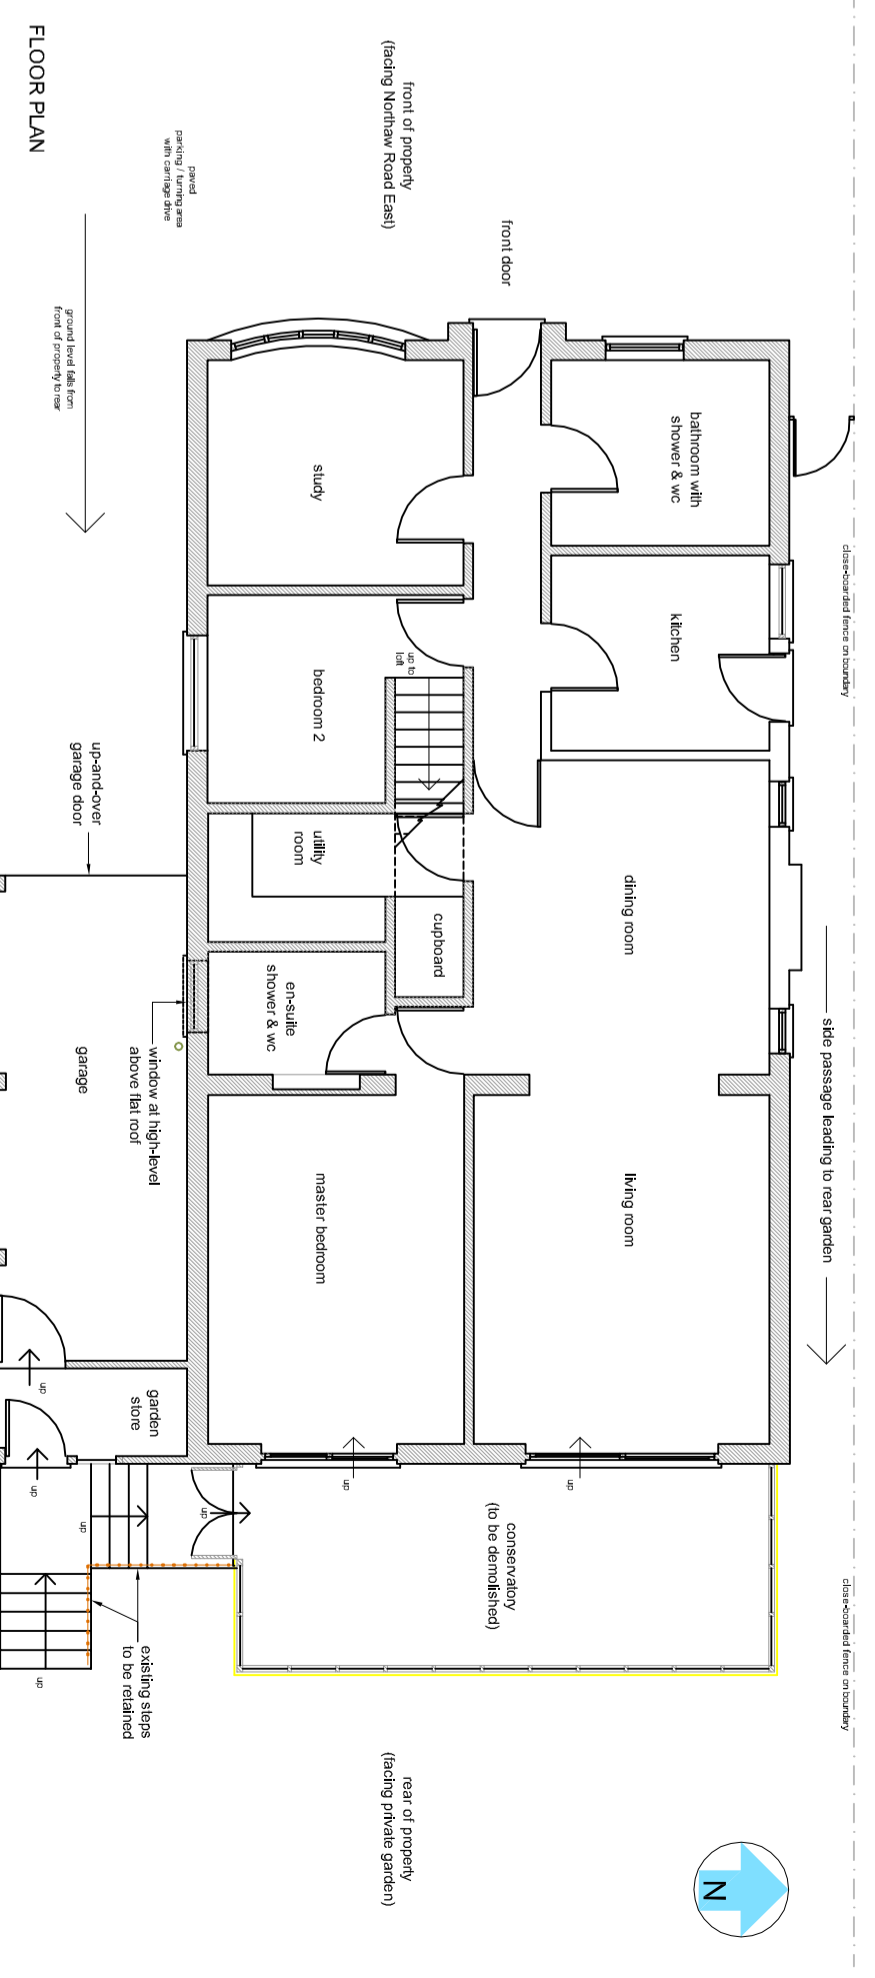 FLOOR PLAN
front of property
(facing Northaw Road East)
paved
parking / turning area
with carriage drive
ground level falls from
front of property to rear
front door
bathroom with
shower & wc
study
kitchen
close-boarded fence on boundary
up to
loft
bedroom 2
up-and-over
garage door
utility
room
cupboard
dining room
en-suite
shower & wc
window at high-level
above flat roof
garage
side passage leading to rear garden
master bedroom
living room
garden
store
up
up
up
up
up
up
up
conservatory
(to be demolished)
existing steps
to be retained
close-boarded fence on boundary
rear of property
(facing private garden)
N